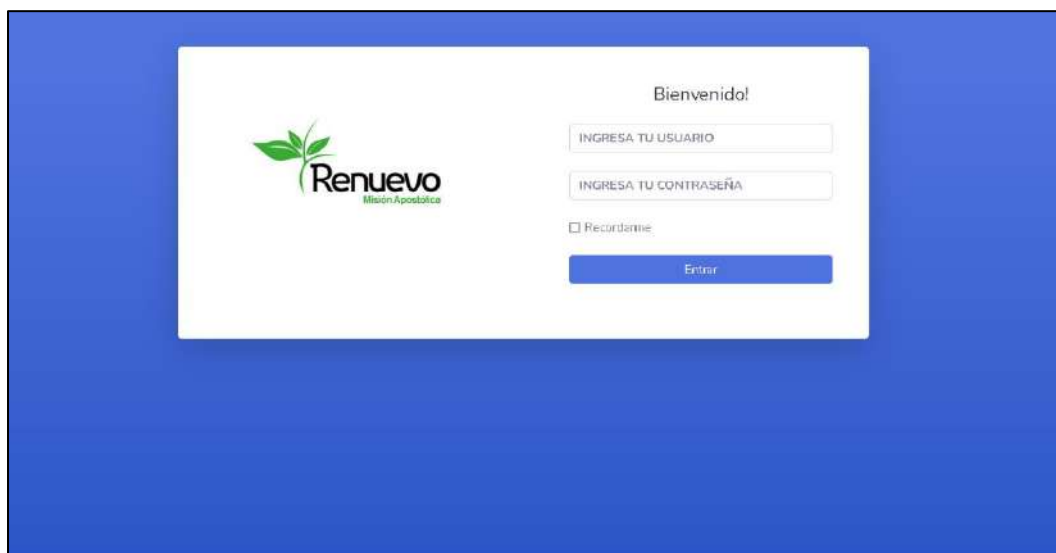 Bienvenido!
INGRESA TU USUARIO
Renuevo
Misión Apostólica
INGRESA TU CONTRASEÑA
Recordarme
Entrar